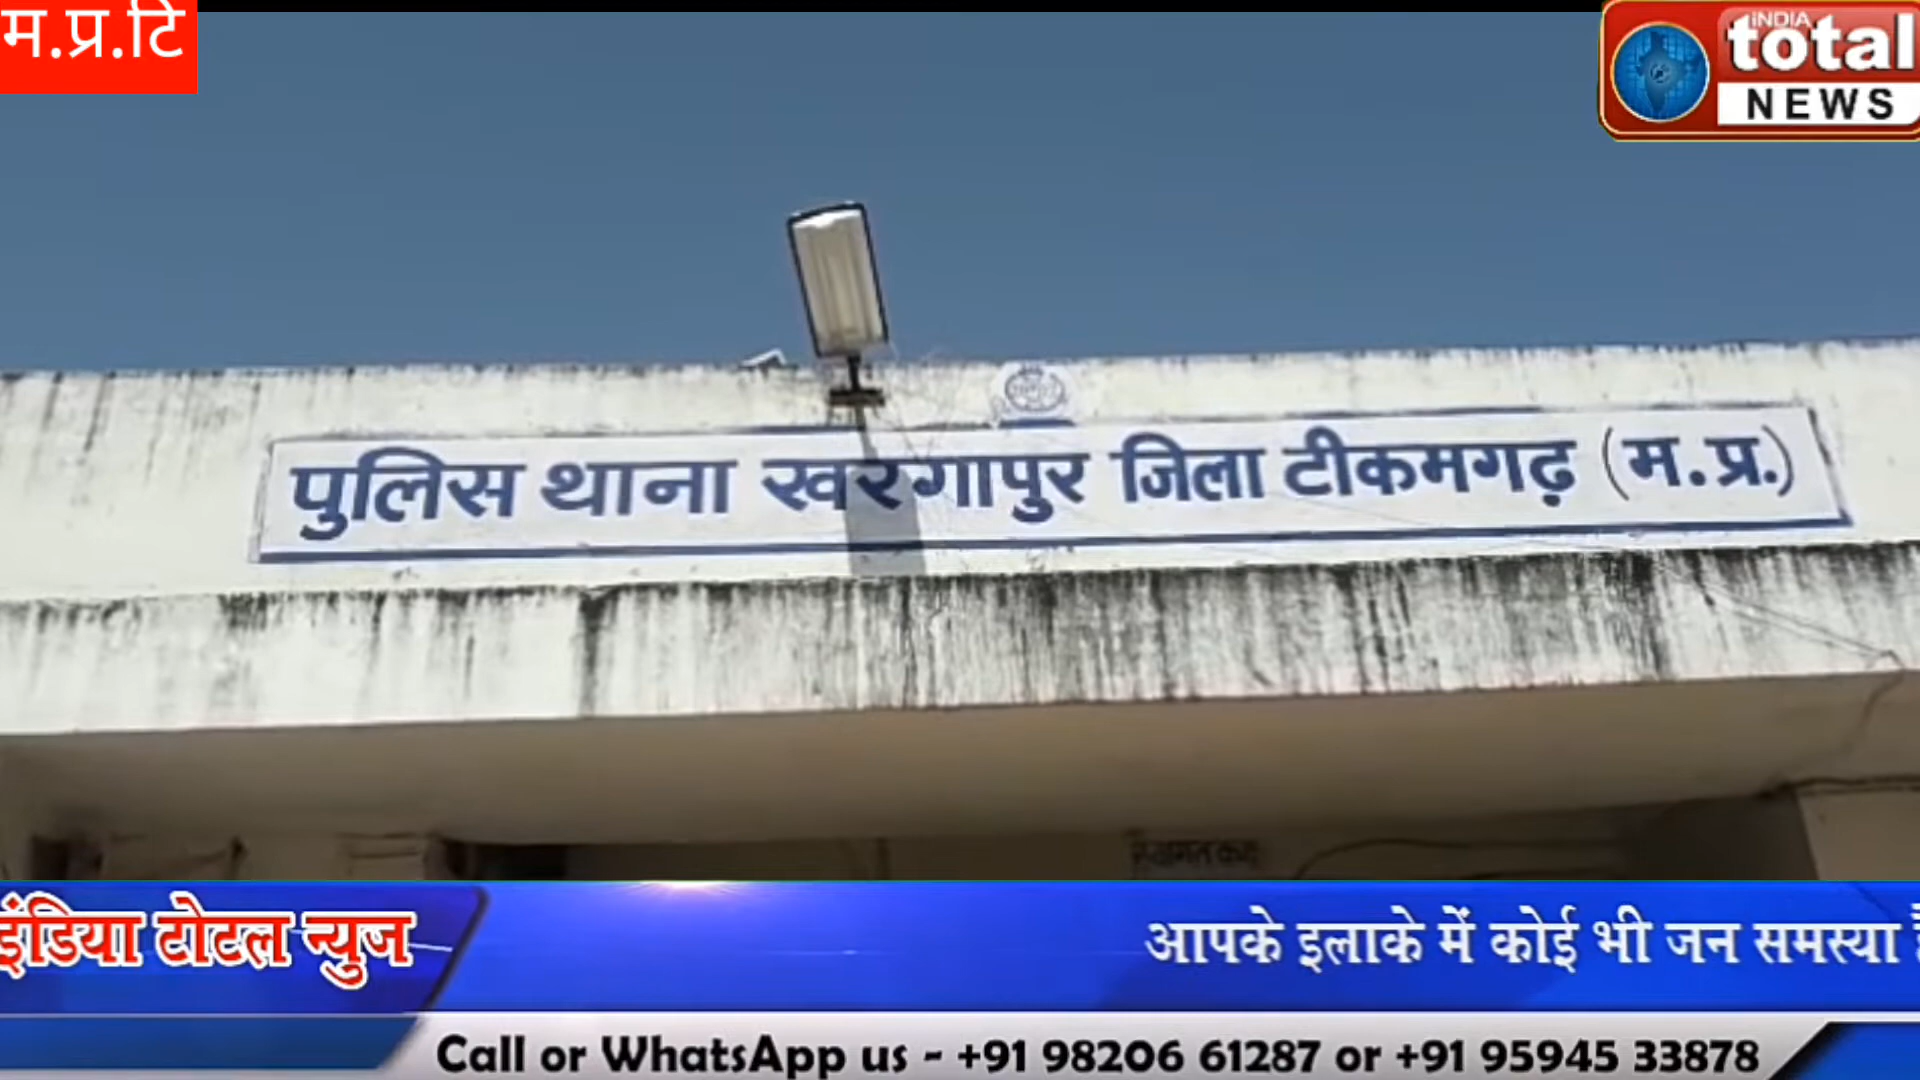 म.प्र.टि
INDIA
total
NEWS
पुलिस थाना खरगापुर जिला टीकमगढ़ (म.प्र.)
इंडिया टोटल न्युज
आपके इलाके में कोई भी जन समस्या
Call or WhatsApp us - +91 98206 61287 or +91 95945 33878